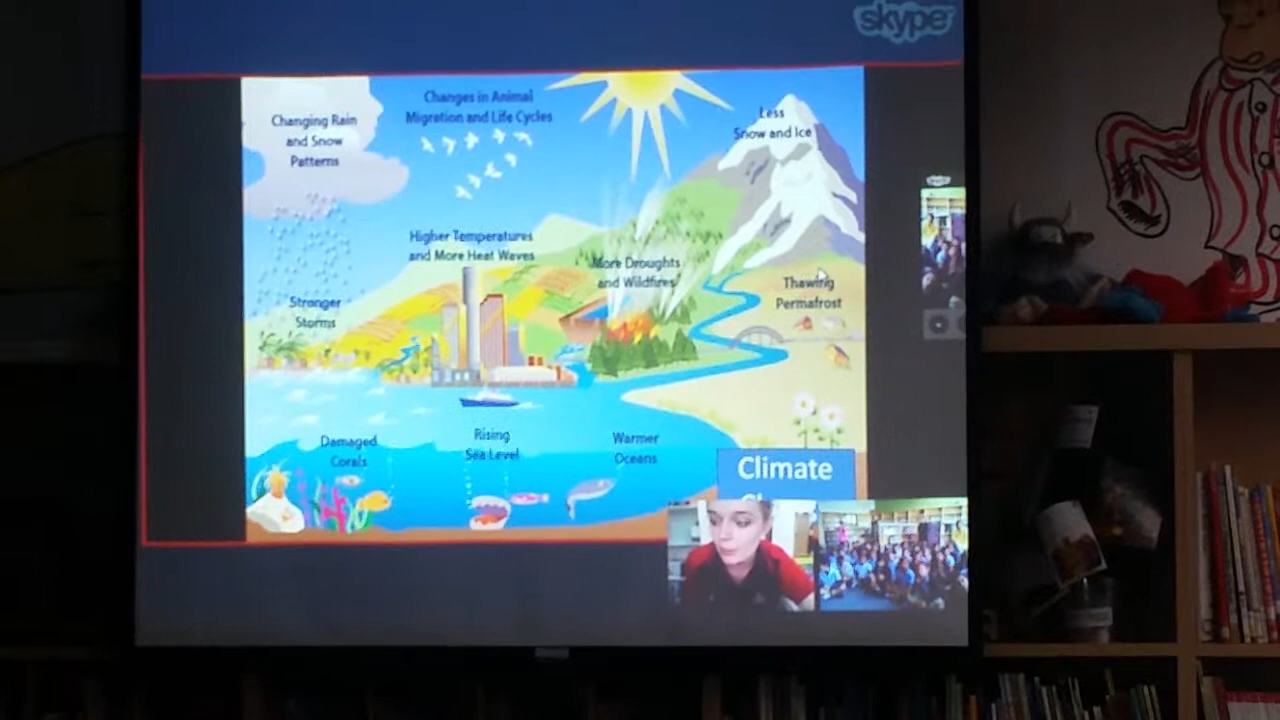 skype
Changes in Animal
Migration and Life Cycles
Changing Rain
and Snow
Patterns
Less
Snow and Ice
Higher Temperatures
and More Heat Waves
More Droughts
and Wildfires
Thawing
Permafrost
Stronger
Storms
Damaged
Corals
Rising
Sea Level
Warmer
Oceans
Climate